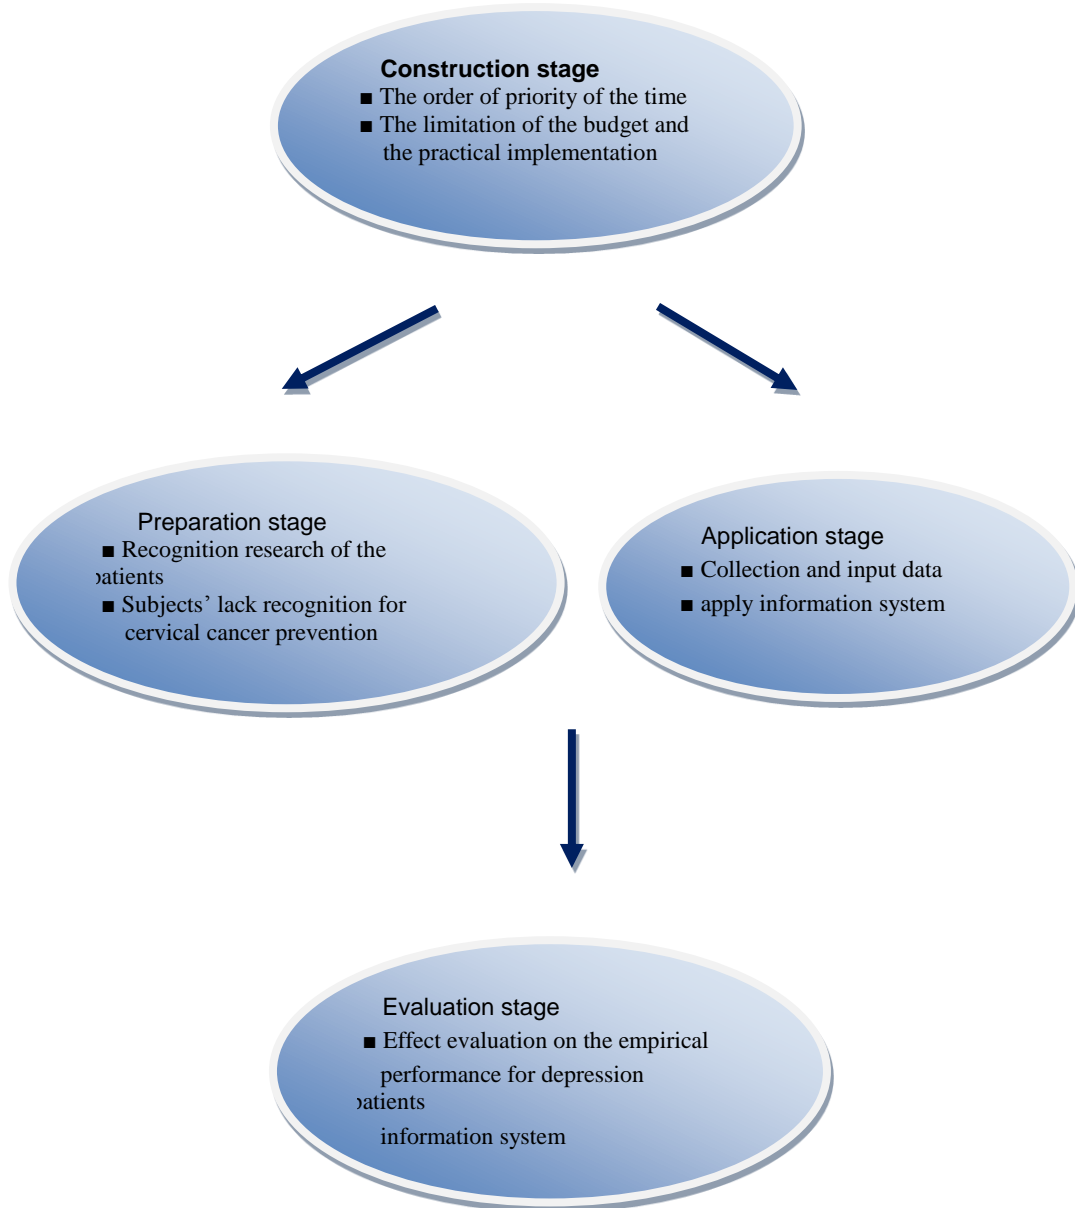 Construction stage
■ The order of priority of the time
■ The limitation of the budget and
the practical implementation
Preparation stage
■ Recognition research of the
patients
■ Subjects’ lack recognition for
cervical cancer prevention
Application stage
■ Collection and input data
■ apply information system
Evaluation stage
■ Effect evaluation on the empirical
performance for depression
patients
information system